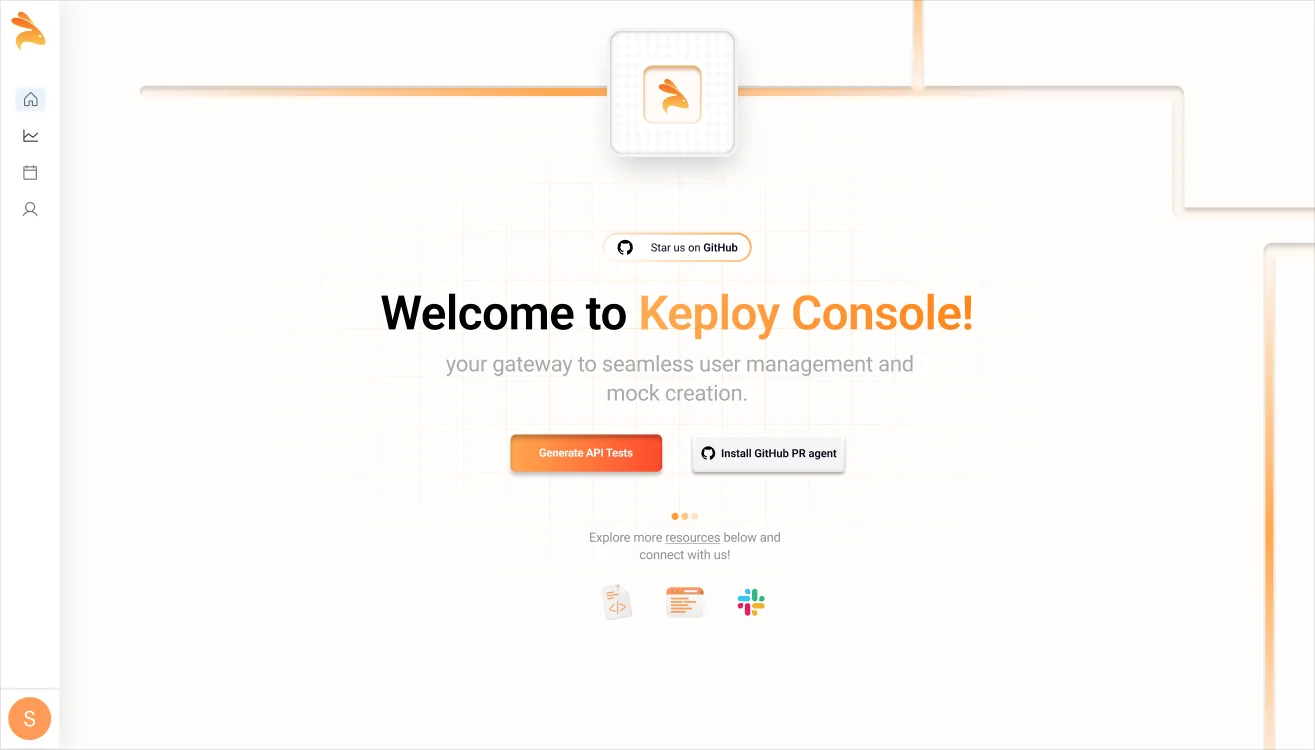 Star us on GitHub
Welcome to Keploy Console!
your gateway to seamless user management and
mock creation.
Generate API Tests
Install GitHub PR agent
Explore more resources below and
connect with us!
</>
S